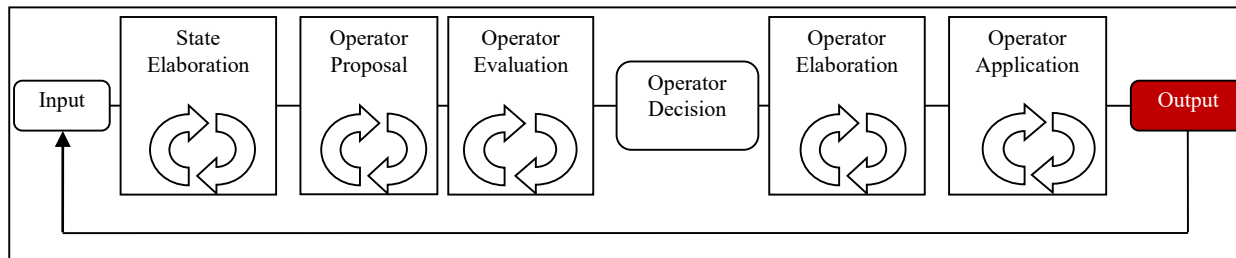 Input
State
Elaboration
Operator
Proposal
Operator
Evaluation
Operator
Decision
Operator
Elaboration
Operator
Application
Output